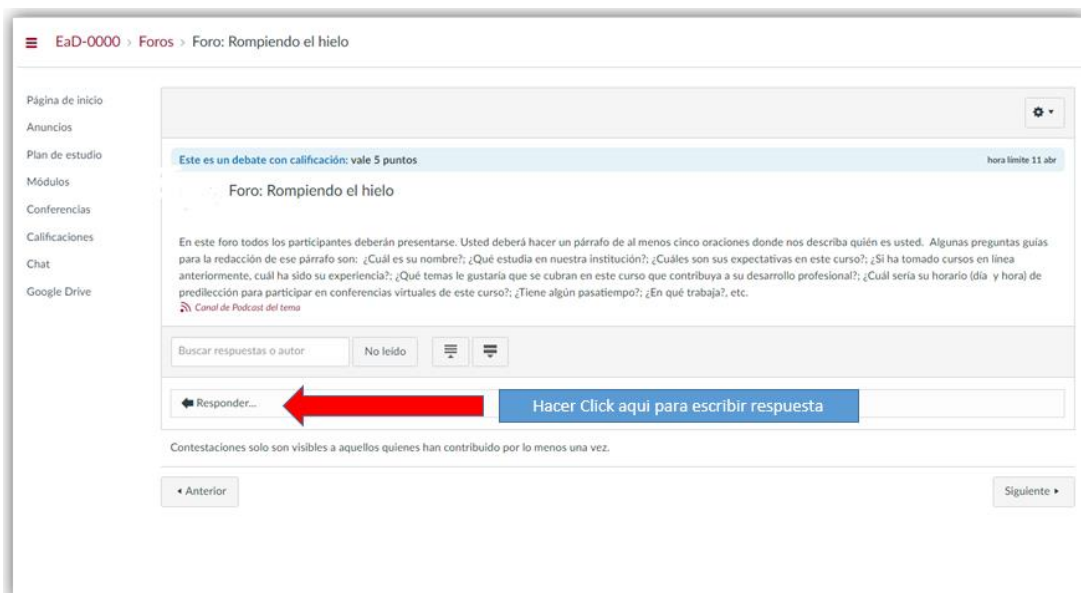 EaD-0000 › Foros › Foro: Rompiendo el hielo
Página de inicio
Anuncios
Plan de estudio
Módulos
Conferencias
Calificaciones
Chat
Google Drive
Este es un debate con calificación: vale 5 puntos
hora límite 11 abr
Foro: Rompiendo el hielo
En este foro todos los participantes deberán presentarse. Usted deberá hacer un párrafo de al menos cinco oraciones donde nos describa quién es usted. Algunas preguntas guías
para la redacción de ese párrafo son: ¿Cuál es su nombre?; ¿Qué estudia en nuestra institución?; ¿Cuáles son sus expectativas en este curso?; ¿Si ha tomado cursos en línea
anteriormente, cuál ha sido su experiencia?; ¿Qué temas le gustaría que se cubran en este curso que contribuya a su desarrollo profesional?; ¿Cuál sería su horario (día y hora) de
predilección para participar en conferencias virtuales de este curso?; ¿Tiene algún pasatiempo?; ¿En qué trabaja?, etc.
Canal de Podcast del tema
Buscar respuestas o autor
No leído
Responder...
Hacer Click aqui para escribir respuesta
Contestaciones solo son visibles a aquellos quienes han contribuido por lo menos una vez.
Anterior
Siguiente